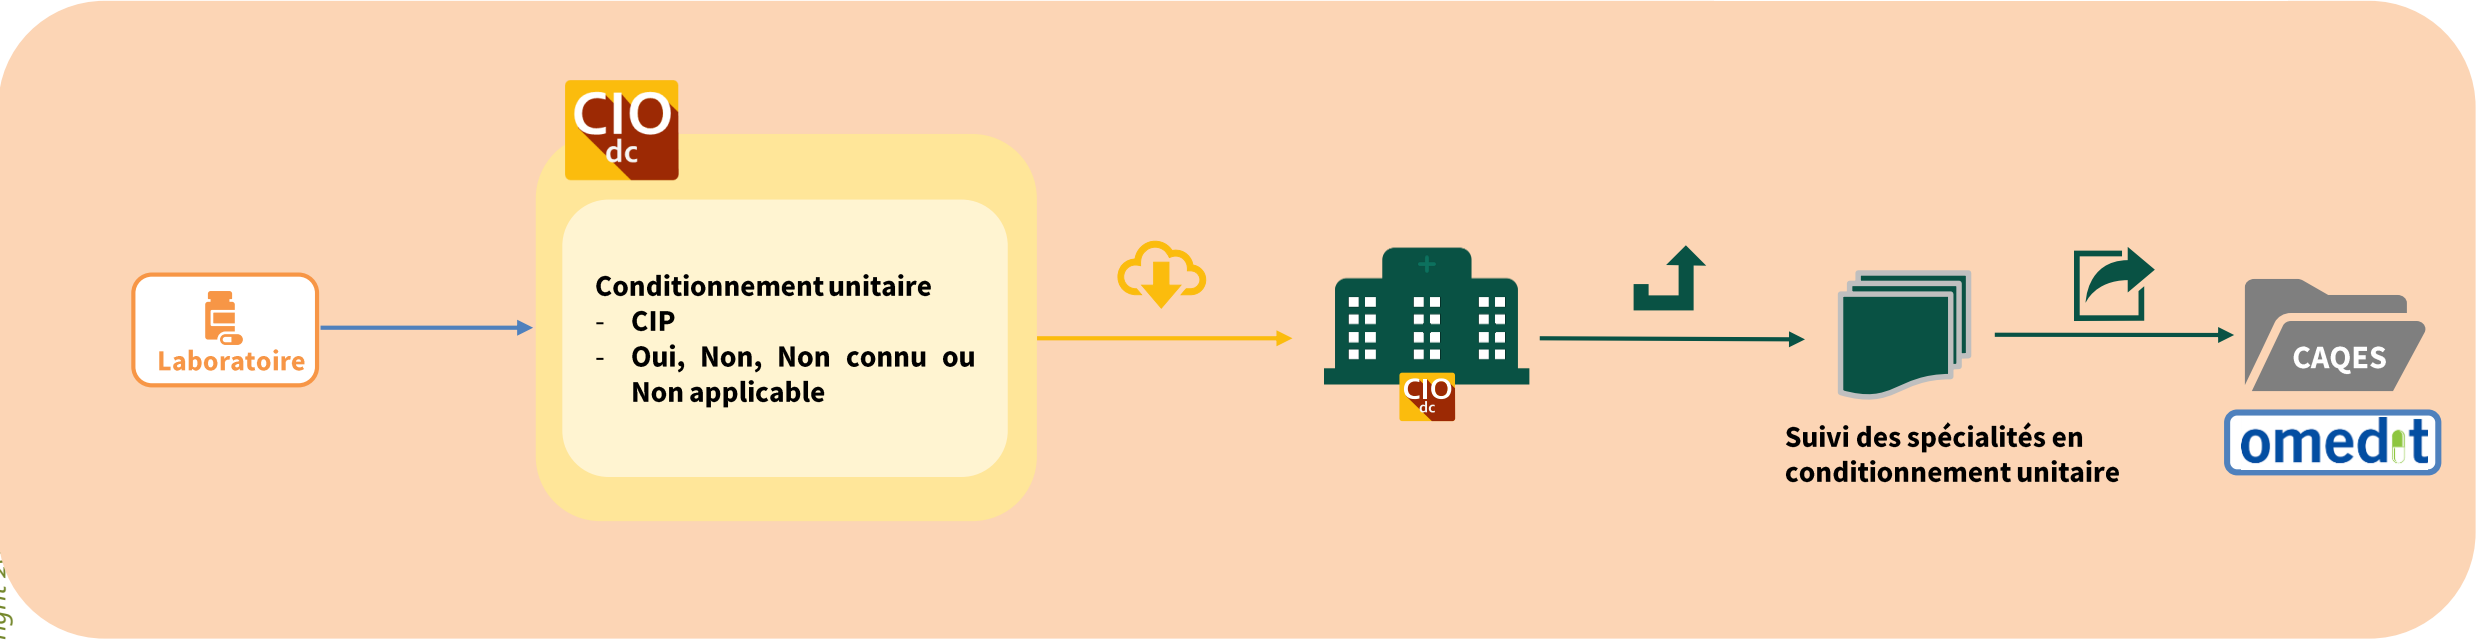 CIO
dc
Laboratoire
Conditionnement unitaire
- CIP
- Oui, Non, Non connu ou
Non applicable
CIO
dc
Suivi des spécialités en
conditionnement unitaire
CAQES
omedit